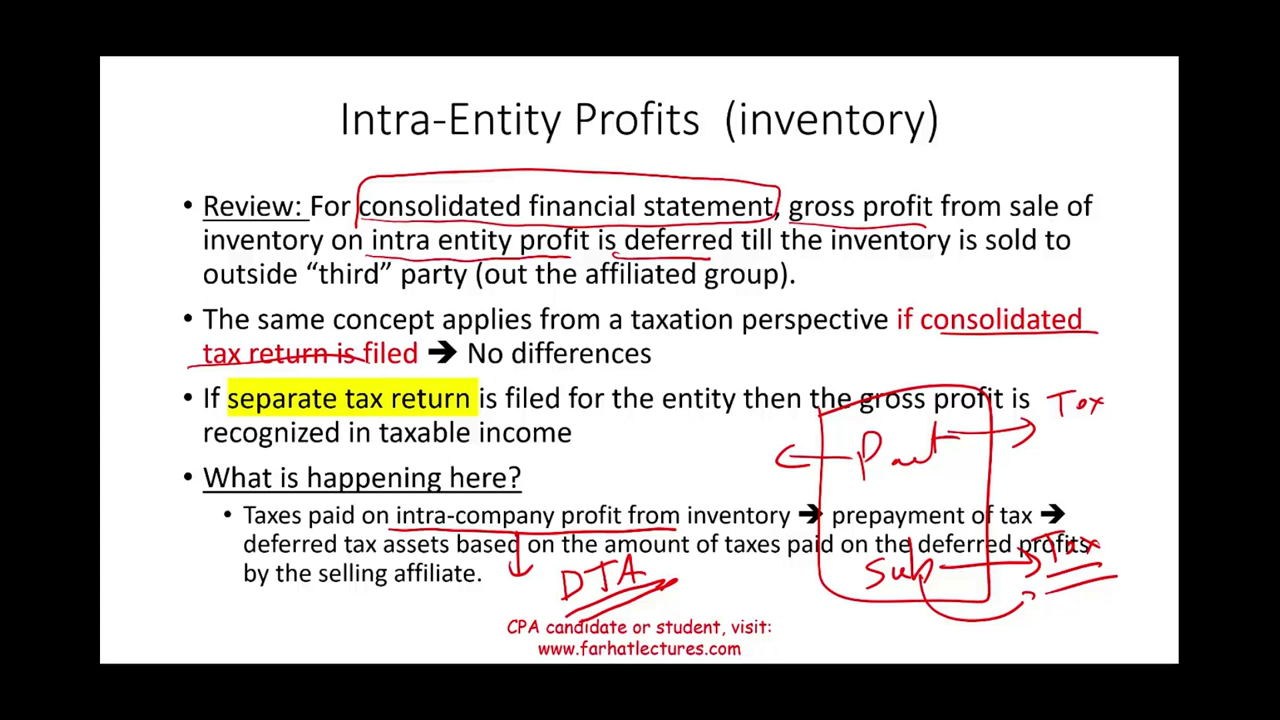 Intra-Entity Profits (inventory)
• Review: For consolidated financial statement, gross profit from sale of
inventory on intra entity profit is deferred till the inventory is sold to
outside “third” party (out the affiliated group).
• The same concept applies from a taxation perspective if consolidated
tax return is filed ➔ No differences
• If separate tax return is filed for the entity then the gross profit is
recognized in taxable income
Tax
• What is happening here?
• Taxes paid on intra-company profit from inventory ➔ prepayment of tax ➔
deferred tax assets based on the amount of taxes paid on the deferred profits
by the selling affiliate.
DTA
Sub
Tax
CPA candidate or student, visit:
www.farhatlectures.com